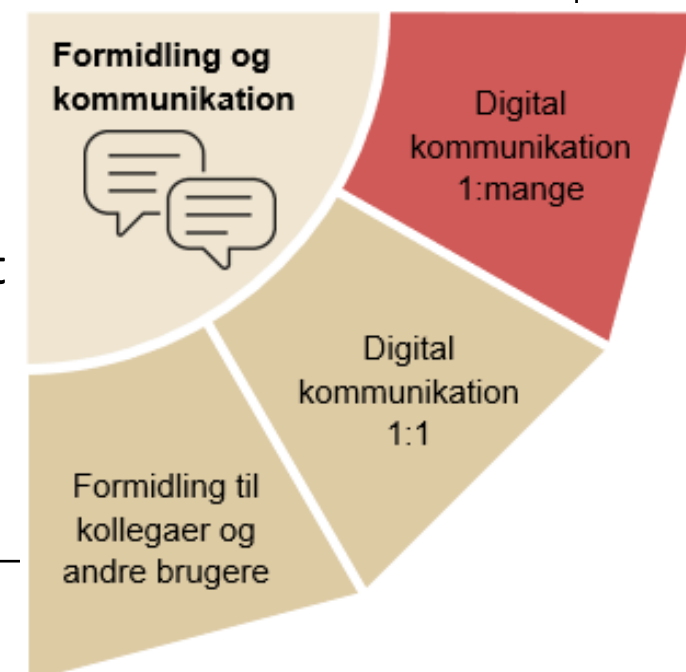 Formidling og
kommunikation
Digital
kommunikation
1:mange
Digital
kommunikation
1:1
Formidling til
kollegaer og
andre brugere